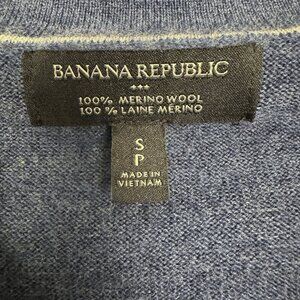 BANANA REPUBLIC
***
100% MERINO WOOL
100 % LAINE MÉRINO
S
P
MADE IN
VIETNAM